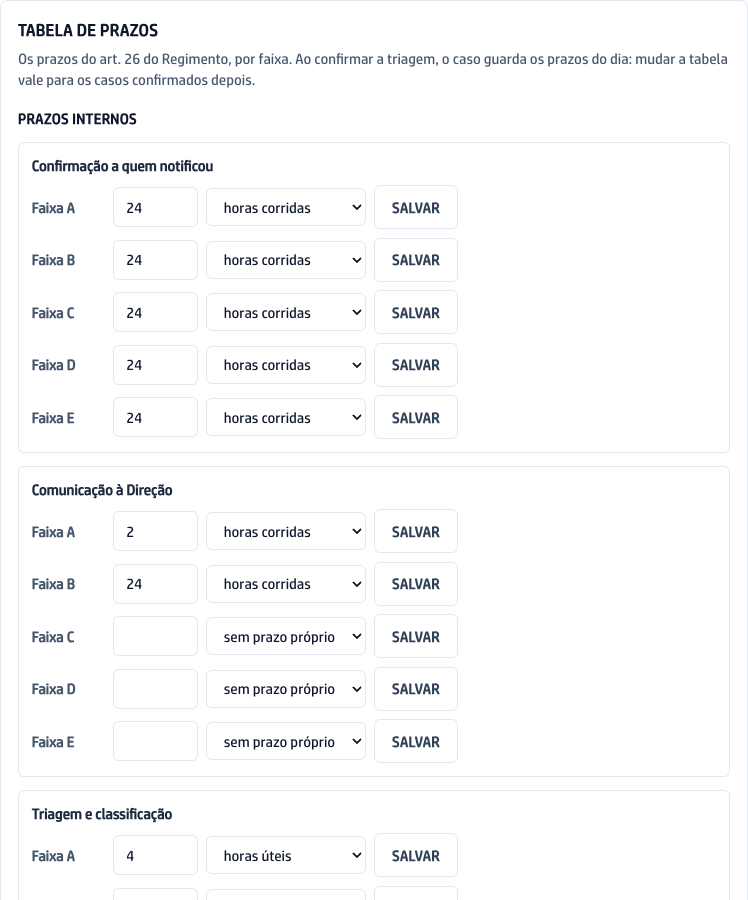 TABELA DE PRAZOS
Os prazos do art. 26 do Regimento, por faixa. Ao confirmar a triagem, o caso guarda os prazos do dia: mudar a tabela
vale para os casos confirmados depois.
PRAZOS INTERNOS
Confirmação a quem notificou
Faixa A 24 horas corridas SALVAR
Faixa B 24 horas corridas SALVAR
Faixa C 24 horas corridas SALVAR
Faixa D 24 horas corridas SALVAR
Faixa E 24 horas corridas SALVAR
Comunicação à Direção
Faixa A 2 horas corridas SALVAR
Faixa B 24 horas corridas SALVAR
Faixa C sem prazo próprio SALVAR
Faixa D sem prazo próprio SALVAR
Faixa E sem prazo próprio SALVAR
Triagem e classificação
Faixa A 4 horas úteis SALVAR